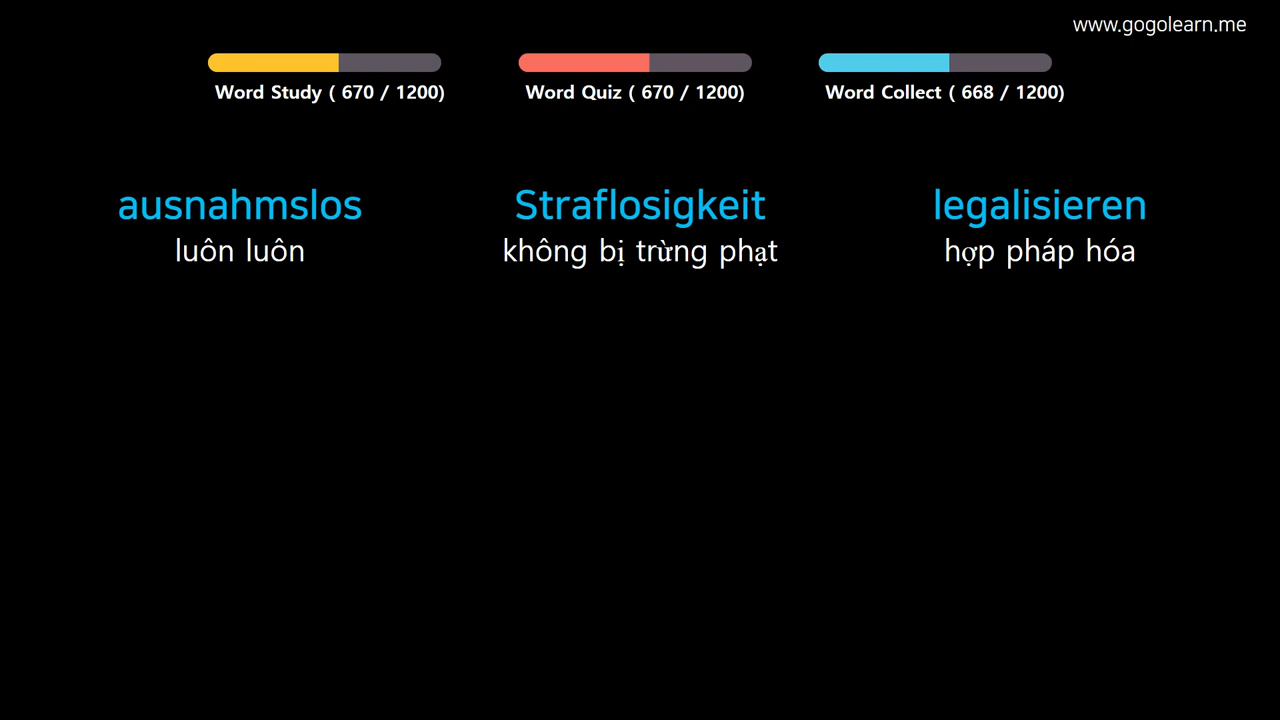 www.gogolearn.me
Word Study ( 670 / 1200)
Word Quiz ( 670 / 1200)
Word Collect ( 668 / 1200)
ausnahmslos
luôn luôn
Straflosigkeit
không bị trừng phạt
legalisieren
hợp pháp hóa